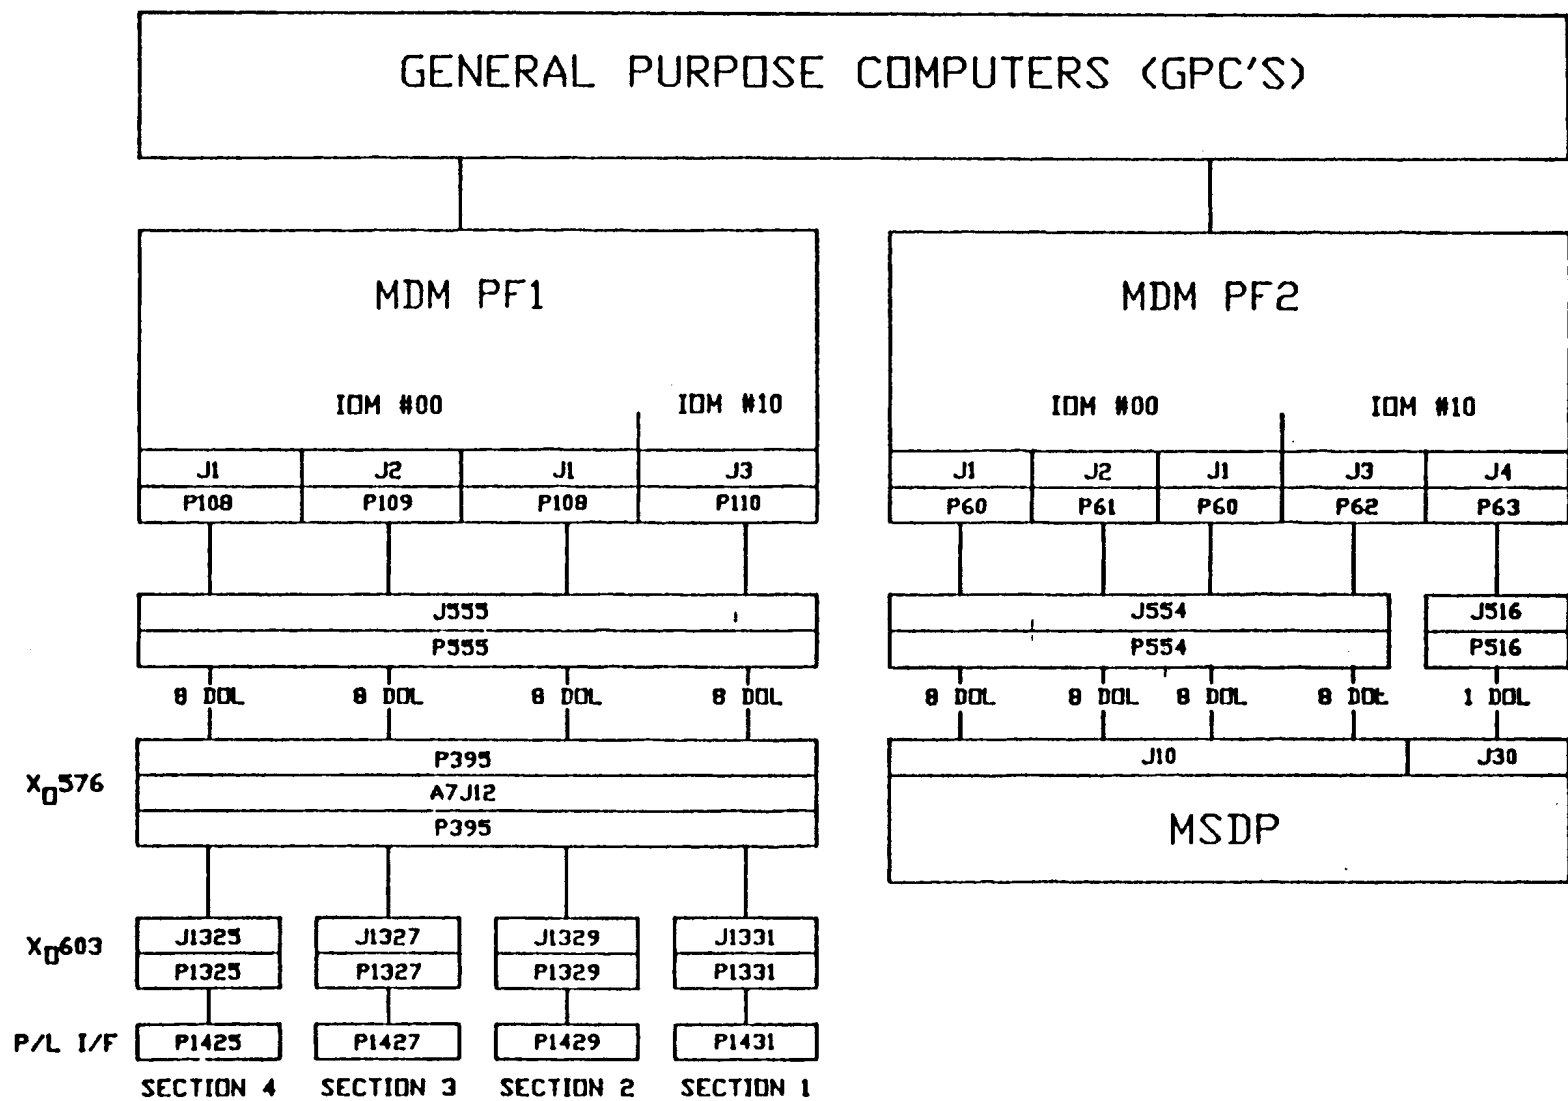 GENERAL PURPOSE COMPUTERS (GPC'S)
MDM PF1
MDM PF2
IOM #00 IOM #10
IOM #00 IOM #10
J1 J2 J1 J3
P108 P109 P108 P110
J1 J2 J1 J3 J4
P60 P61 P60 P62 P63
J555
P555
J554
P554
J516
P516
8 DOL 8 DOL 8 DOL 8 DOL
8 DOL 8 DOL 8 DOL 8 DOL 1 DOL
X0576
P395
A7J12
P395
J10 J30
MSDP
X0603
J1325 J1327 J1329 J1331
P1325 P1327 P1329 P1331
P/L I/F P1425 P1427 P1429 P1431
SECTION 4 SECTION 3 SECTION 2 SECTION 1